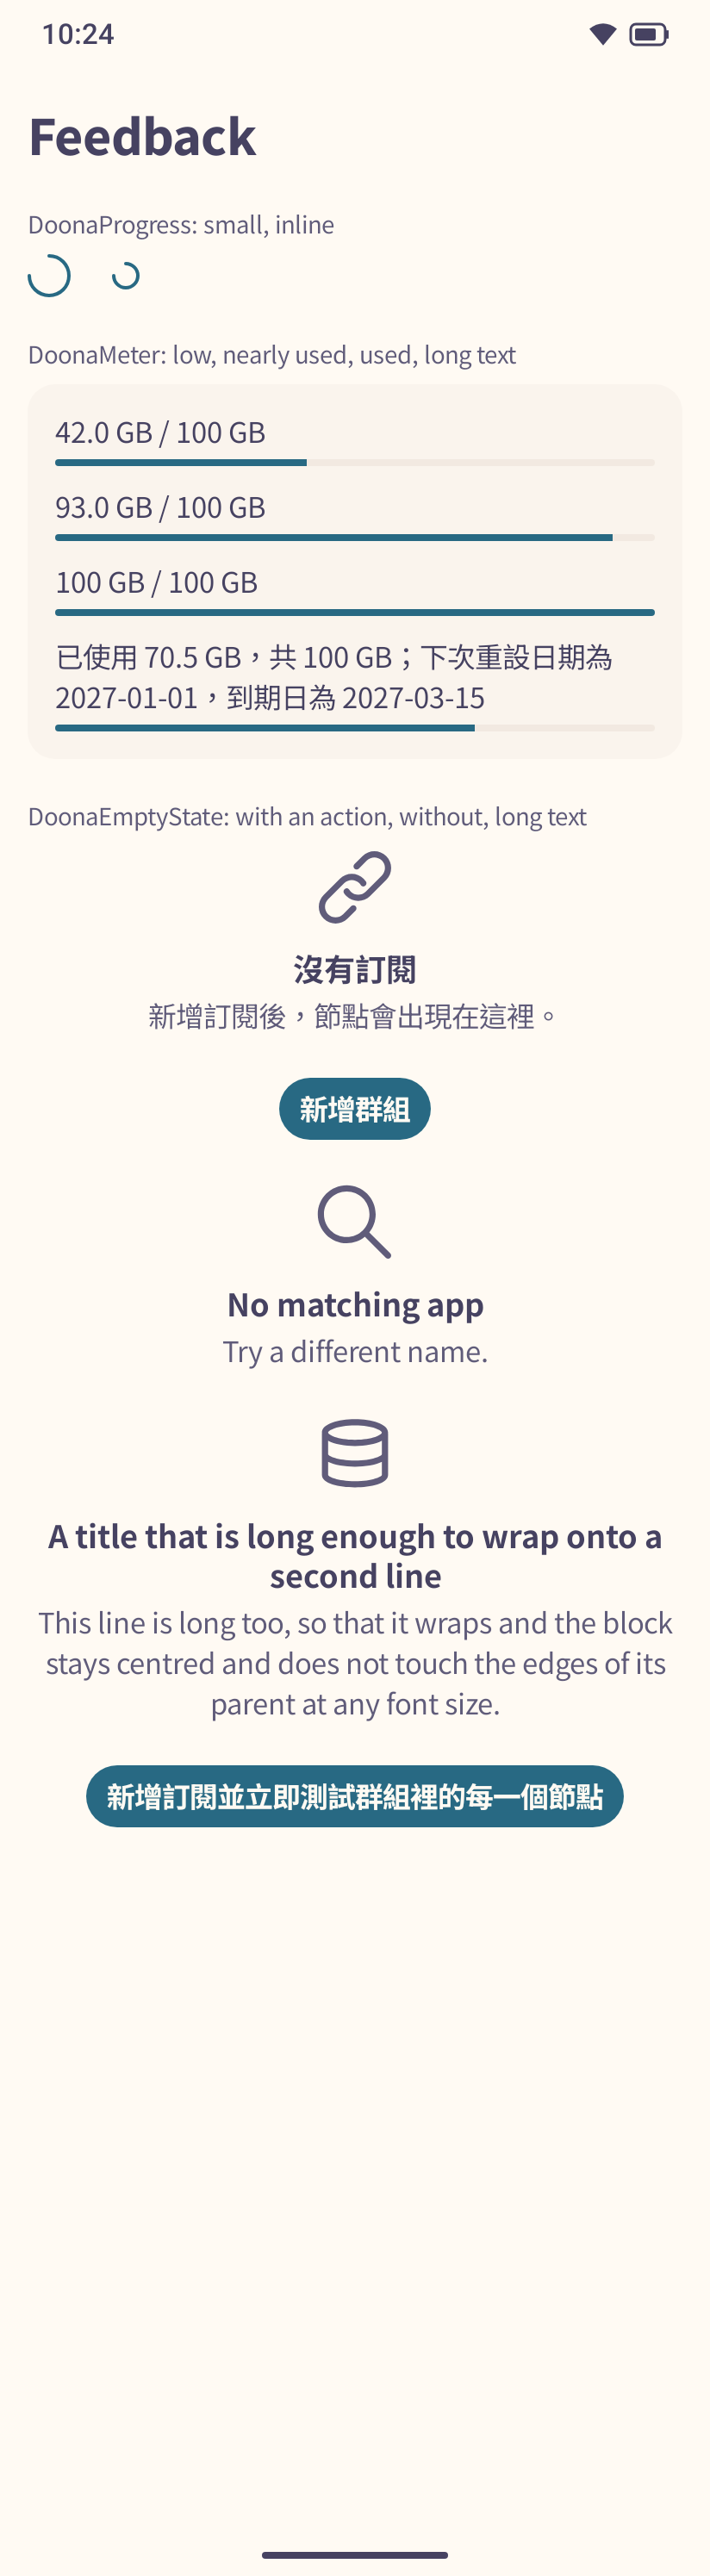 10:24
Feedback
DoonaProgress: small, inline
DoonaMeter: low, nearly used, used, long text
42.0 GB / 100 GB
93.0 GB / 100 GB
100 GB / 100 GB
已使用 70.5 GB，共 100 GB；下次重設日期為
2027-01-01，到期日為 2027-03-15
DoonaEmptyState: with an action, without, long text
沒有訂閱
新增訂閱後，節點會出現在這裡。
新增群組
No matching app
Try a different name.
A title that is long enough to wrap onto a
second line
This line is long too, so that it wraps and the block
stays centred and does not touch the edges of its
parent at any font size.
新增訂閱並立即測試群組裡的每一個節點